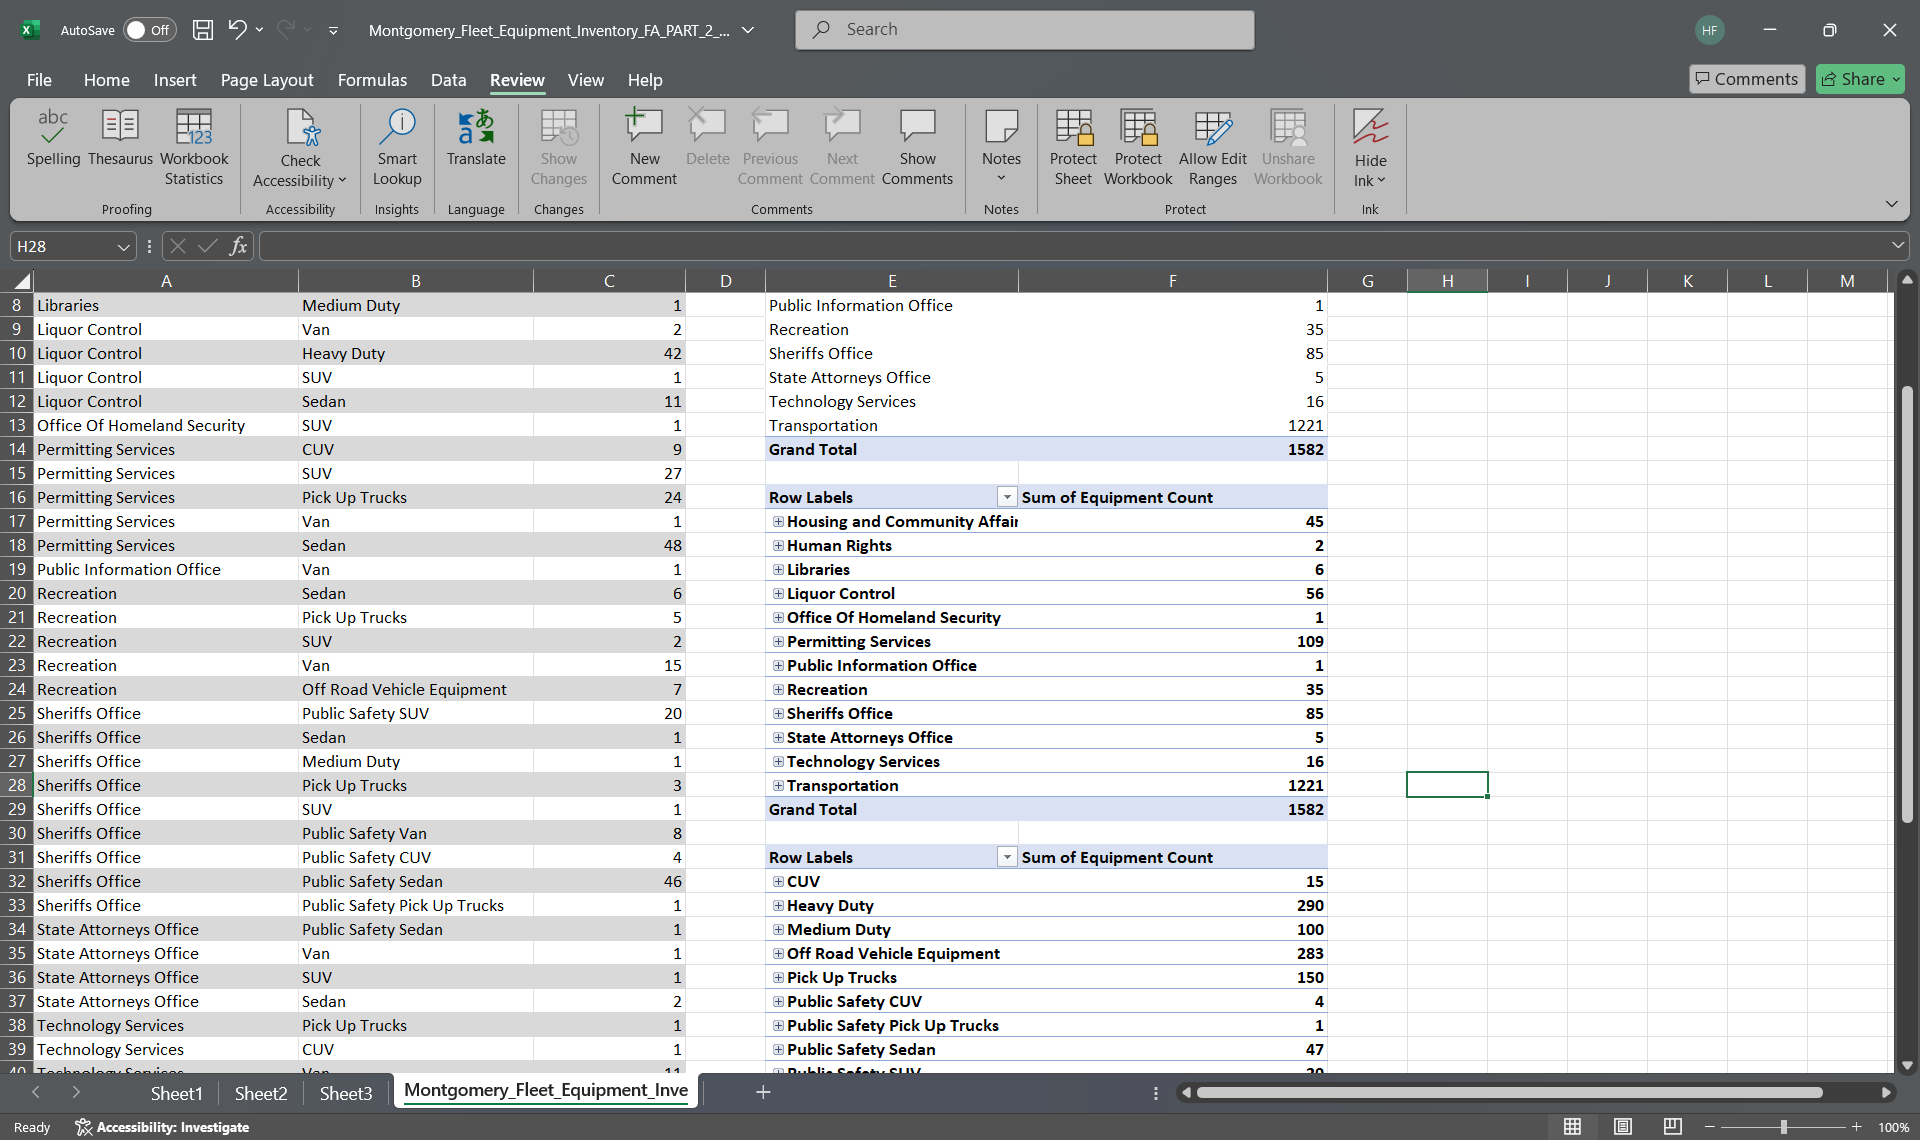 AutoSave Off Montgomery_Fleet_Equipment_Inventory_FA_PART_2_... Search HF
File Home Insert Page Layout Formulas Data Review View Help Comments Share
abc
123
Spelling Thesaurus Workbook Statistics Check Accessibility Smart Lookup Translate Show Changes New Comment Delete Previous Comment Next Comment Show Comments Notes Protect Sheet Protect Workbook Allow Edit Ranges Unshare Workbook Hide Ink
Proofing Accessibility Insights Language Changes Comments Notes Protect Ink
H28 fx
A B C D E F G H I J K L M
8 Libraries Medium Duty 1 Public Information Office 1
9 Liquor Control Van 2 Recreation 35
10 Liquor Control Heavy Duty 42 Sheriffs Office 85
11 Liquor Control SUV 1 State Attorneys Office 5
12 Liquor Control Sedan 11 Technology Services 16
13 Office Of Homeland Security SUV 1 Transportation 1221
14 Permitting Services CUV 9 Grand Total 1582
15 Permitting Services SUV 27
16 Permitting Services Pick Up Trucks 24 Row Labels Sum of Equipment Count
17 Permitting Services Van 1 Housing and Community Affair 45
18 Permitting Services Sedan 48 Human Rights 2
19 Public Information Office Van 1 Libraries 6
20 Recreation Sedan 6 Liquor Control 56
21 Recreation Pick Up Trucks 5 Office Of Homeland Security 1
22 Recreation SUV 2 Permitting Services 109
23 Recreation Van 15 Public Information Office 1
24 Recreation Off Road Vehicle Equipment 7 Recreation 35
25 Sheriffs Office Public Safety SUV 20 Sheriffs Office 85
26 Sheriffs Office Sedan 1 State Attorneys Office 5
27 Sheriffs Office Medium Duty 1 Technology Services 16
28 Sheriffs Office Pick Up Trucks 3 Transportation 1221
29 Sheriffs Office SUV 1 Grand Total 1582
30 Sheriffs Office Public Safety Van 8
31 Sheriffs Office Public Safety CUV 4 Row Labels Sum of Equipment Count
32 Sheriffs Office Public Safety Sedan 46 CUV 15
33 Sheriffs Office Public Safety Pick Up Trucks 1 Heavy Duty 290
34 State Attorneys Office Public Safety Sedan 1 Medium Duty 100
35 State Attorneys Office Van 1 Off Road Vehicle Equipment 283
36 State Attorneys Office SUV 1 Pick Up Trucks 150
37 State Attorneys Office Sedan 2 Public Safety CUV 4
38 Technology Services Pick Up Trucks 1 Public Safety Pick Up Trucks 1
39 Technology Services CUV 1 Public Safety Sedan 47
40 Technology Services Van 11 Public Safety SUV 20
Sheet1 Sheet2 Sheet3 Montgomery_Fleet_Equipment_Inve
Ready Accessibility: Investigate 100%